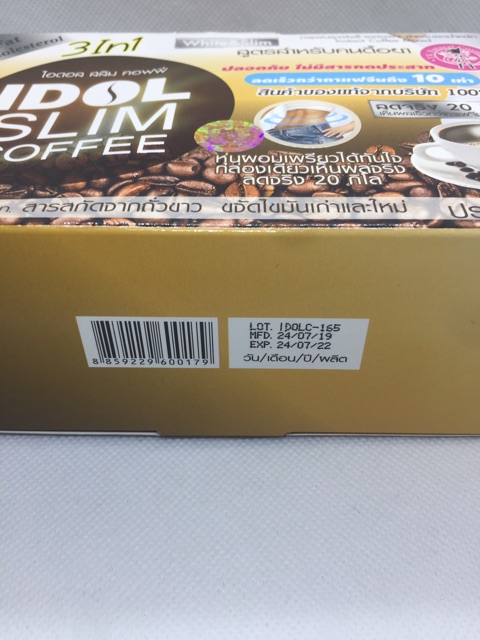 3 In 1
White&Slim
สูตรสำหรับคนดื้อยา
ไอดอล สลิม คอฟฟี่
IDOL
SLIM
COFFEE
ปลอดภัย ไม่มีสารกดประสาท
ลดเร็วกว่ากาแฟจีนถึง 10 เท่า
สินค้าของแท้จากบริษัท 100%
ลดจริง 20
หุ่นผอมเพรียวได้ทันใจ
ที่สองเดียวเห็นผลจริง
ลดจริง 20 กิโล
สารสกัดจากถั่วขาว ขจัดไขมันเก่าและใหม่
8 859229 600179
LOT. IDOLC-165
MFD. 24/07/19
EXP. 24/07/22
วัน/เดือน/ปี/ผลิต